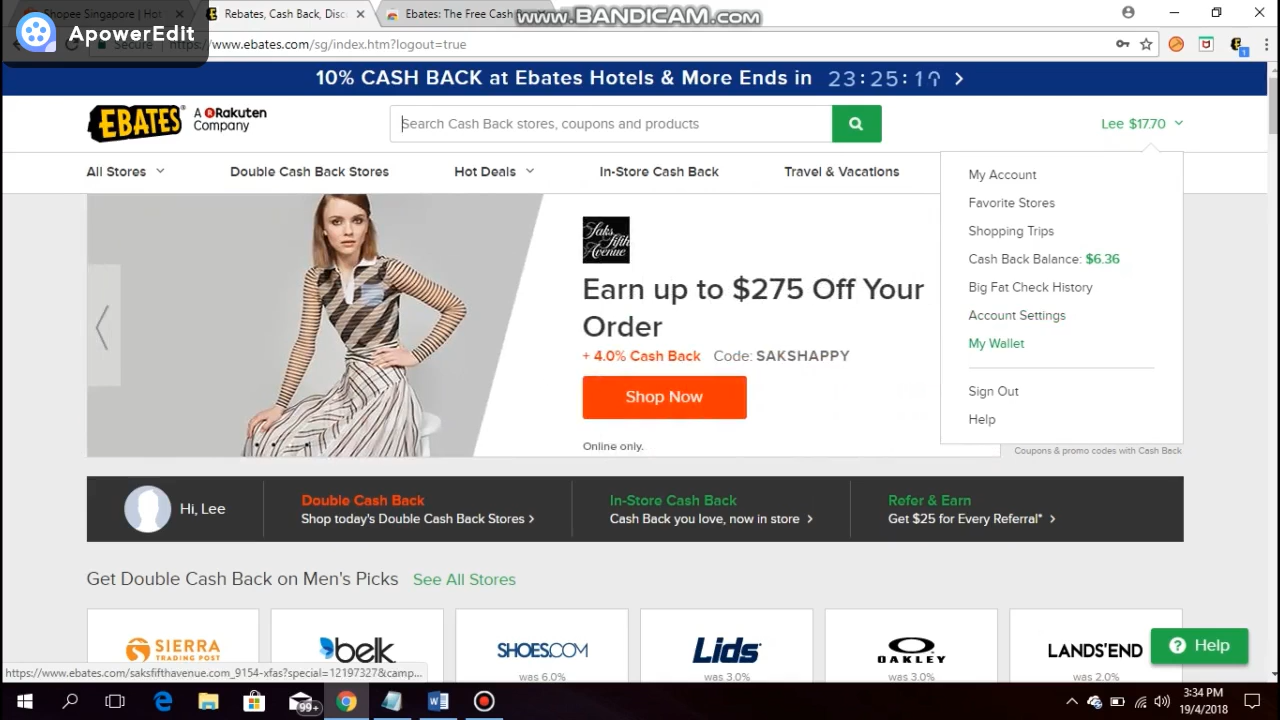 Shopee Singapore | Ho
Rebates, Cash Back, Disc
Ebates: The Free Cash
www.BANDICAM.com
ApowerEdit
Secure
https://www.ebates.com/sg/index.htm?logout=true
10% CASH BACK at Ebates Hotels & More Ends in
EBATES
A Rakuten
Company
Search Cash Back stores, coupons and products
Lee $17.70
All Stores
Double Cash Back Stores
Hot Deals
In-Store Cash Back
Travel & Vacations
My Account
Favorite Stores
Shopping Trips
Cash Back Balance: $6.36
Big Fat Check History
Account Settings
My Wallet
Sign Out
Help
Saks
Fifth
Avenue
Earn up to $275 Off Your
Order
+ 4.0% Cash Back Code: SAKSHAPPY
Shop Now
Online only.
Coupons & promo codes with Cash Back
Hi, Lee
Double Cash Back
Shop today's Double Cash Back Stores >
In-Store Cash Back
Cash Back you love, now in store >
Refer & Earn
Get $25 for Every Referral* >
Get Double Cash Back on Men's Picks See All Stores
SIERRA
TRADING POST
belk
SHOES.COM
was 6.0%
Lids
was 3.0%
OAKLEY
was 3.0%
LANDS'END
was 2.0%
Help
https://www.ebates.com/saksfifthavenue.com_9154-xfas?special=12197327&camp...
99+
3:34 PM
19/4/2018